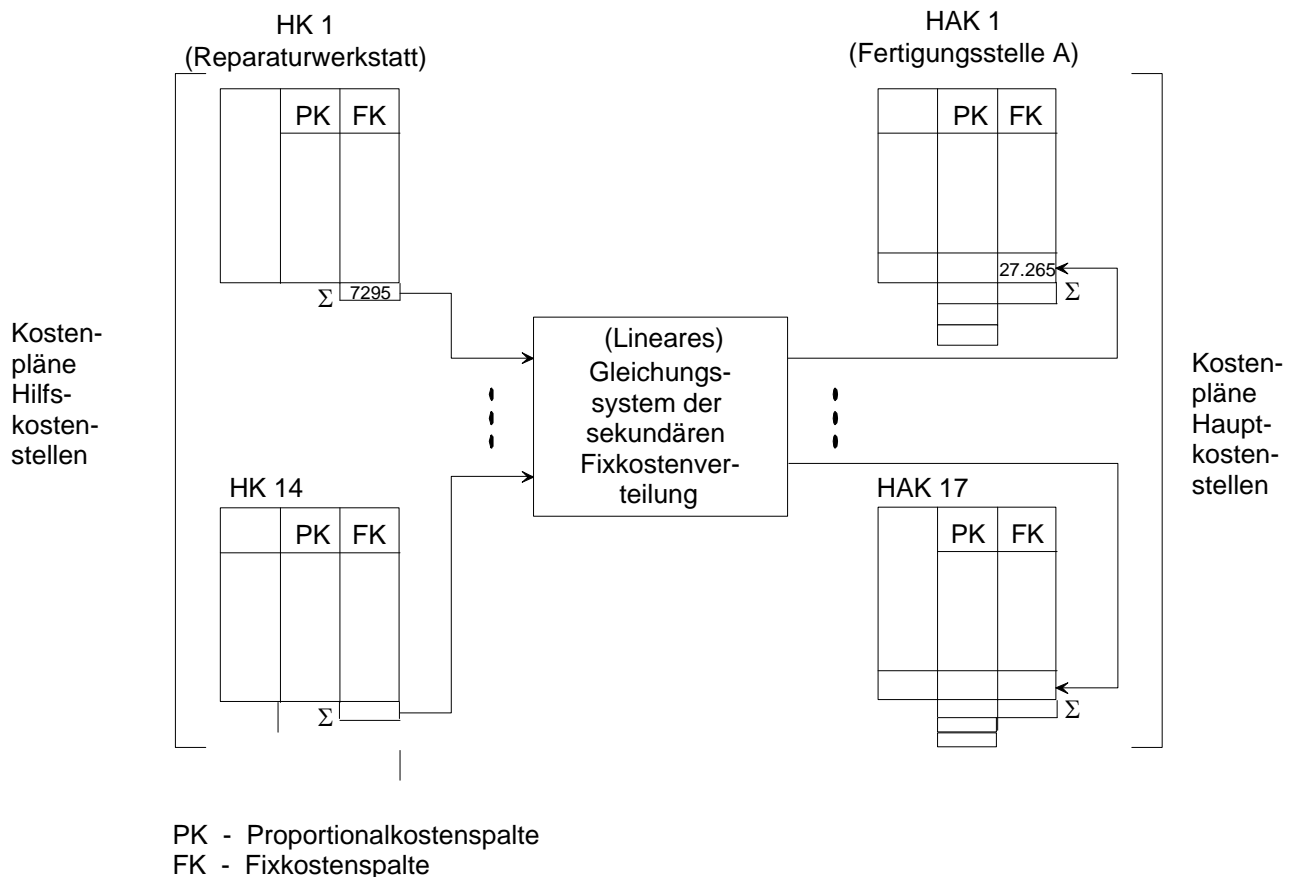 HK 1
(Reparaturwerkstatt)
HAK 1
(Fertigungsstelle A)
PK FK
PK FK
27.265
Σ 7295
Σ
Kosten-
pläne
Hilfs-
kosten-
stellen
(Lineares)
Gleichungs-
system der
sekundären
Fixkostenver-
teilung
Kosten-
pläne
Haupt-
kosten-
stellen
HK 14
HAK 17
PK FK
PK FK
Σ
Σ
PK - Proportionalkostenspalte
FK - Fixkostenspalte